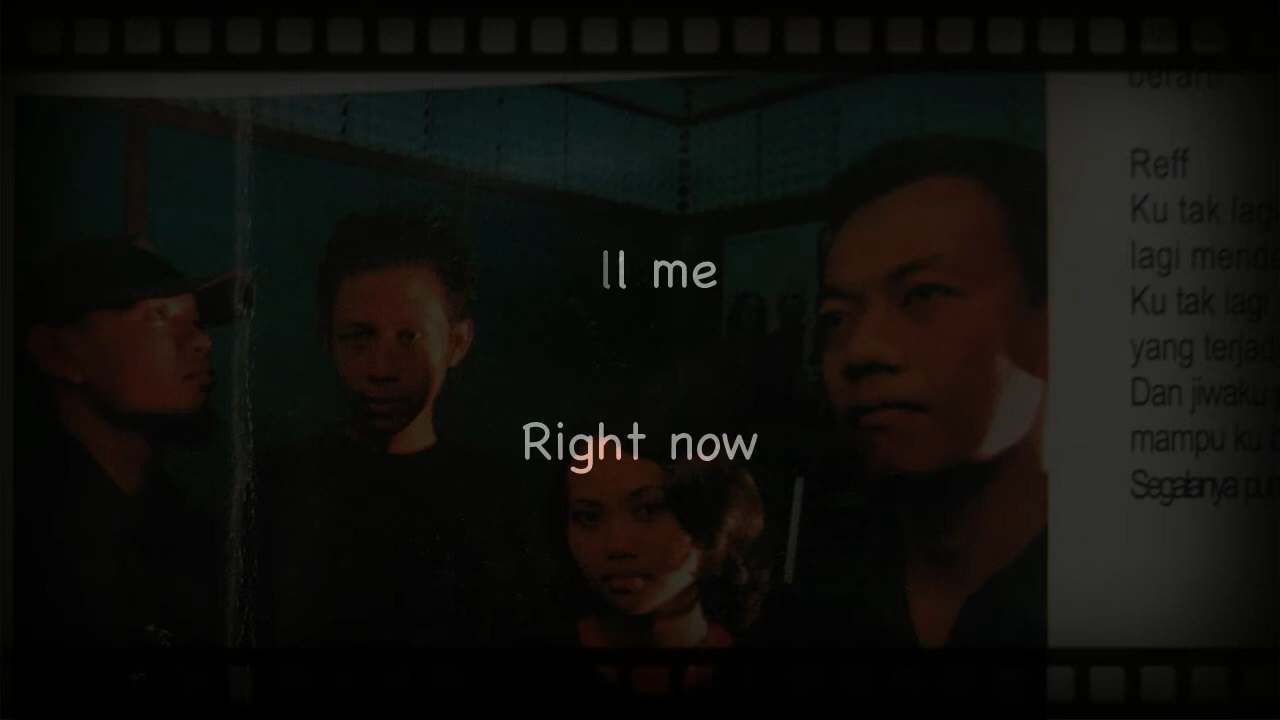 ll me
Right now
berarti
Reff
Ku tak lag
lagi mende
Ku tak lagi
yang terjad
Dan jiwaku
mampu ku
Segalanya